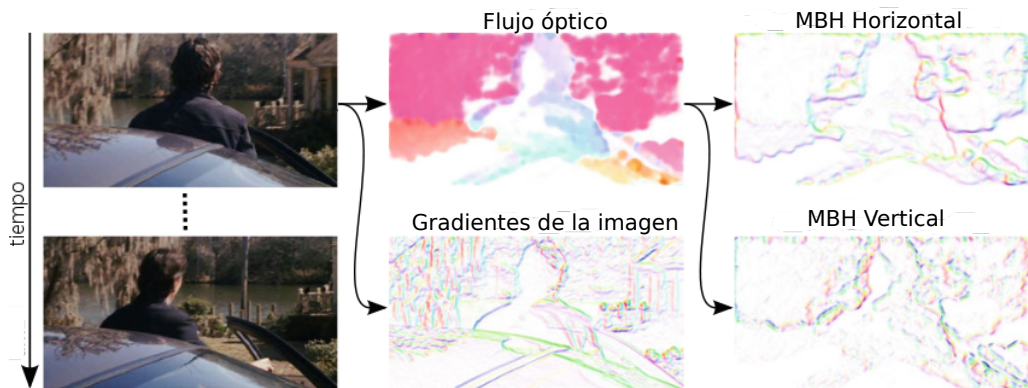 Flujo óptico
MBH Horizontal
tiempo
Gradientes de la imagen
MBH Vertical